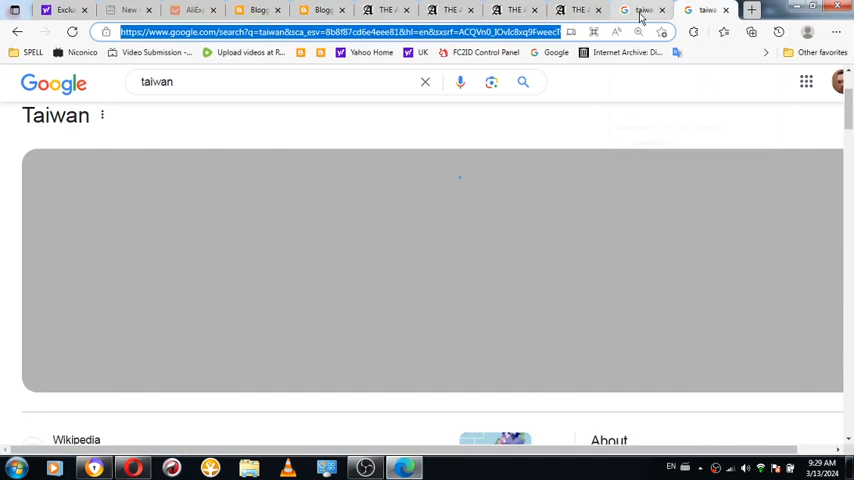 Exclu New AliEx Blogg Blogg THE THE THE THE taiwa taiwa
https://www.google.com/search?q=taiwan&sca_esv=8b8f87cd6e4eee81&hl=en&sxsrf=ACQVn0_IOvIc8xq9FweecT
SPELL Niconico Video Submission -... Upload videos to R... Yahoo Home UK FC2ID Control Panel Google Internet Archive: Di... Other favorites
Google taiwan
Taiwan
Wikipedia About
EN 9:29 AM
3/13/2024